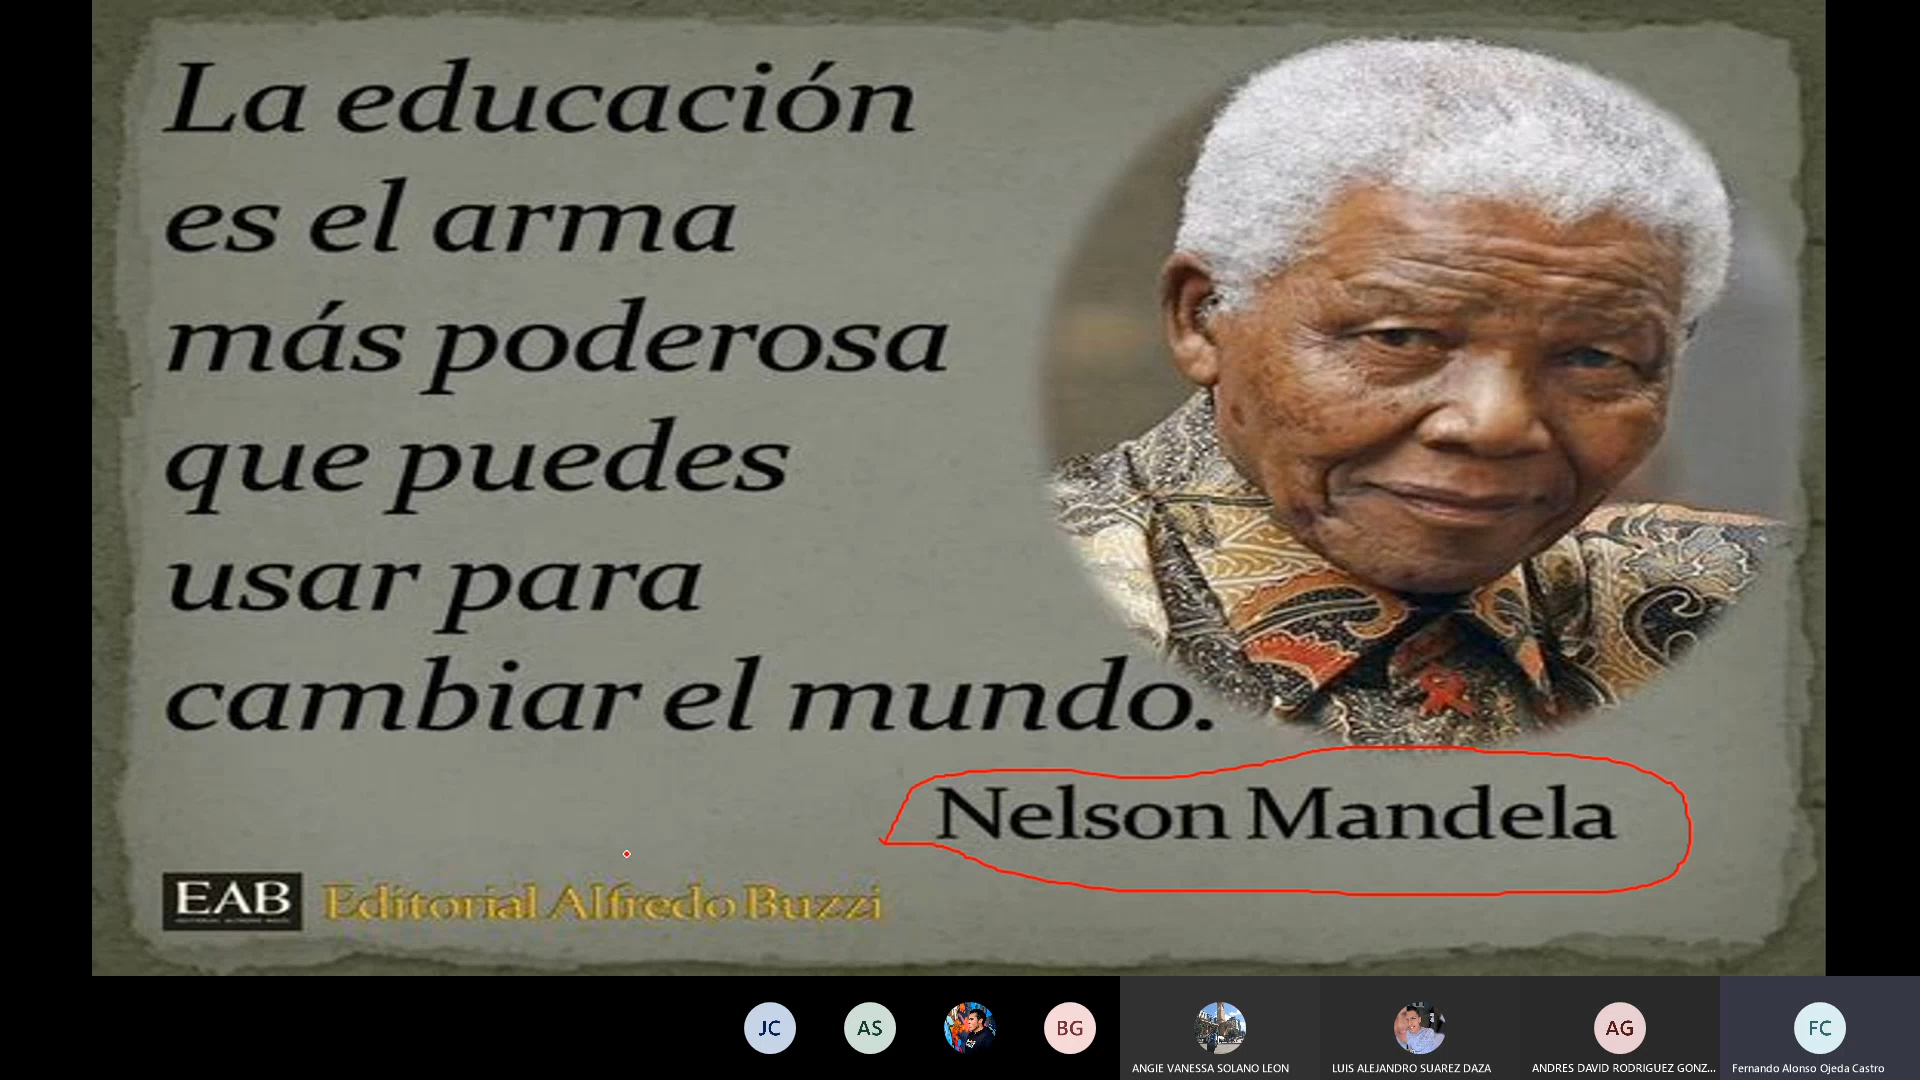 La educación
es el arma
más poderosa
que puedes
usar para
cambiar el mundo.
Nelson Mandela
EAB Editorial Alfredo Buzzi
JC AS BG AG FC
ANGIE VANESSA SOLANO LEON LUIS ALEJANDRO SUAREZ DAZA ANDRES DAVID RODRIGUEZ GONZ... Fernando Alonso Ojeda Castro